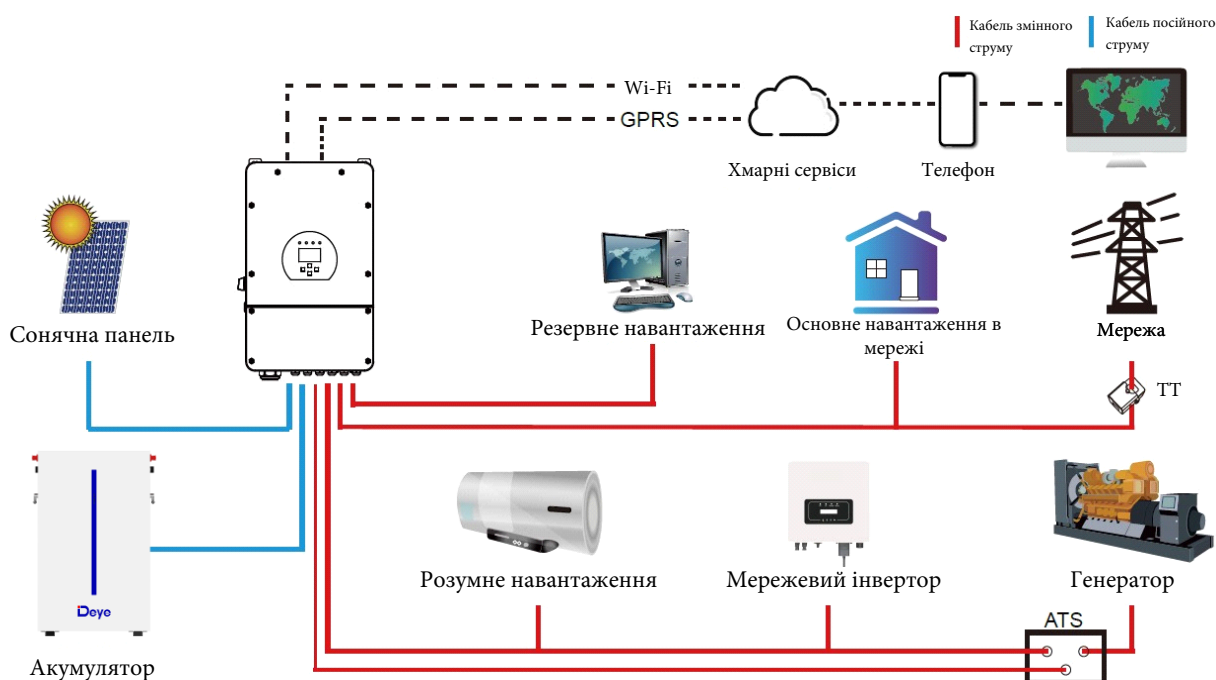 Кабель змінного
струму
Кабель посійного
струму
Wi-Fi
GPRS
Хмарні сервіси
Телефон
Сонячна панель
Резервне навантаження
Основне навантаження в
мережі
Мережа
ТТ
Deye
Акумулятор
Розумне навантаження
Мережевий інвертор
Генератор
ATS